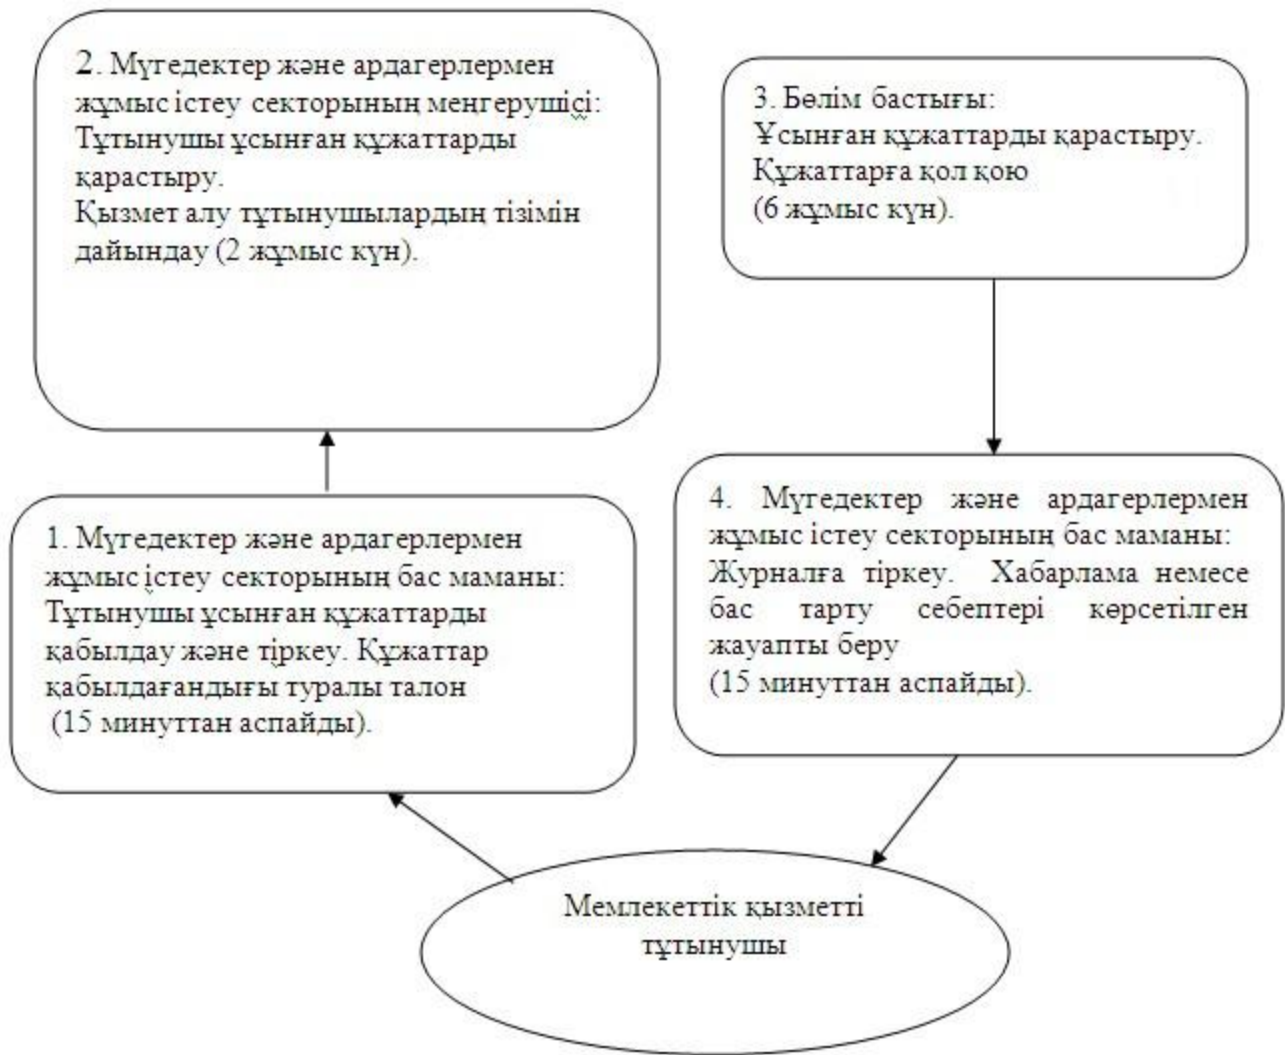 2. Мүгедектер және ардагерлермен
жұмыс істеу секторының меңгерушісі:
Тұтынушы ұсынған құжаттарды
қарастыру.
Қызмет алу тұтынушылардың тізімін
дайындау (2 жұмыс күн).
3. Бөлім бастығы:
Ұсынған құжаттарды қарастыру.
Құжаттарға қол қою
(6 жұмыс күн).
1. Мүгедектер және ардагерлермен
жұмыс істеу секторының бас маманы:
Тұтынушы ұсынған құжаттарды
қабылдау және тіркеу. Құжаттар
қабылдағандығы туралы талон
(15 минуттан аспайды).
4. Мүгедектер және ардагерлермен
жұмыс істеу секторының бас маманы:
Журналға тіркеу. Хабарлама немесе
бас тарту себептері көрсетілген
жауапты беру
(15 минуттан аспайды).
Мемлекеттік қызметті
тұтынушы